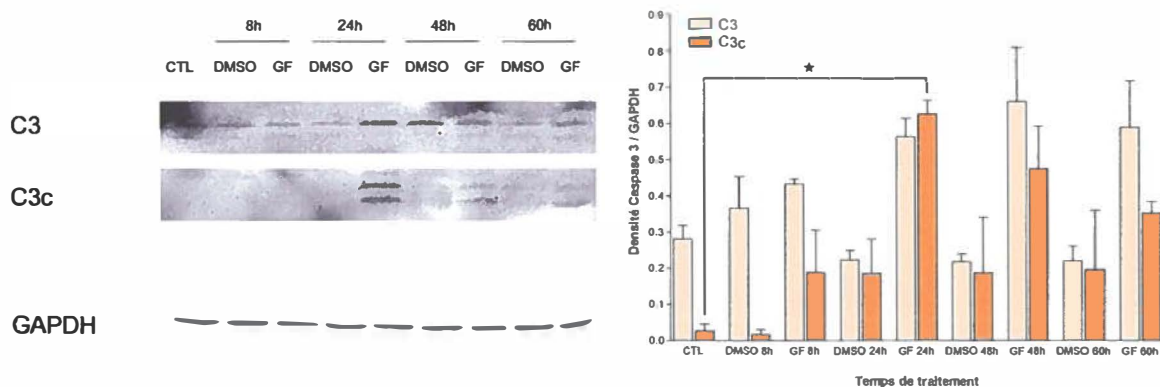 8h 24h 48h 60h
CTL DMSO GF DMSO GF DMSO GF DMSO GF
C3
C3c
GAPDH
C3
C3c
★
Densité Caspase 3 / GAPDH
0.9
0.8
0.7
0.6
0.5
0.4
0.3
0.2
0.1
0.0
CTL DMSO 8h GF 8h DMSO 24h GF 24h DMSO 48h GF 48h DMSO 60h GF 60h
Temps de traitement